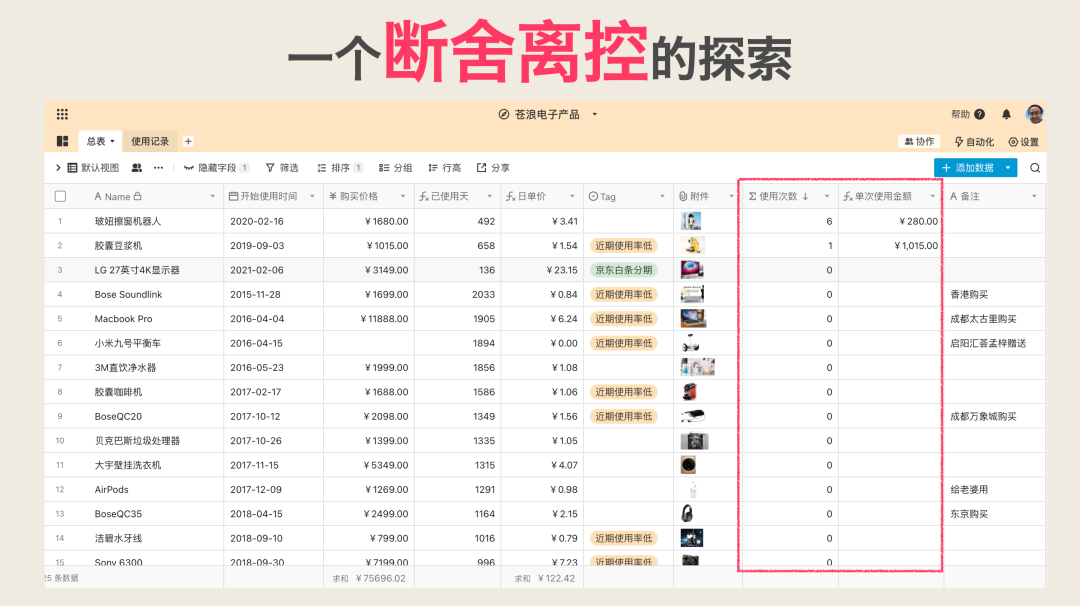 一个断舍离控的探索
苍浪电子产品
帮助
总表 使用记录 +
协作 自动化 设置
默认视图 ··· 隐藏字段 1 筛选 排序 1 分组 行高 分享
+ 添加数据
A Name 开始使用时间 ¥ 购买价格 fx 已使用天 fx 日单价 Tag 附件 Σ 使用次数 ↓ fx 单次使用金额 A 备注
1 玻妞擦窗机器人 2020-02-16 ¥1680.00 492 ¥3.41 6 ¥280.00
2 胶囊豆浆机 2019-09-03 ¥1015.00 658 ¥1.54 近期使用率低 1 ¥1,015.00
3 LG 27英寸4K显示器 2021-02-06 ¥3149.00 136 ¥23.15 京东白条分期 0
4 Bose Soundlink 2015-11-28 ¥1699.00 2033 ¥0.84 近期使用率低 0 香港购买
5 Macbook Pro 2016-04-04 ¥11888.00 1905 ¥6.24 近期使用率低 0 成都太古里购买
6 小米九号平衡车 2016-04-15 1894 ¥0.00 近期使用率低 0 启阳汇荟孟梓赠送
7 3M直饮净水器 2016-05-23 ¥1999.00 1856 ¥1.08 0
8 胶囊咖啡机 2017-02-17 ¥1688.00 1586 ¥1.06 近期使用率低 0
9 BoseQC20 2017-10-12 ¥2098.00 1349 ¥1.56 近期使用率低 0 成都万象城购买
10 贝克巴斯垃圾处理器 2017-10-26 ¥1399.00 1335 ¥1.05 0
11 大宇壁挂洗衣机 2017-11-15 ¥5349.00 1315 ¥4.07 0
12 AirPods 2017-12-09 ¥1269.00 1291 ¥0.98 0 给老婆用
13 BoseQC35 2018-04-15 ¥2499.00 1164 ¥2.15 0 东京购买
14 洁碧水牙线 2018-09-10 ¥799.00 1016 ¥0.79 近期使用率低 0
15 Sony 6300 2018-09-30 ¥7199.00 996 ¥7.23 近期使用率低 0
25 条数据 求和 ¥75696.02 求和 ¥122.42